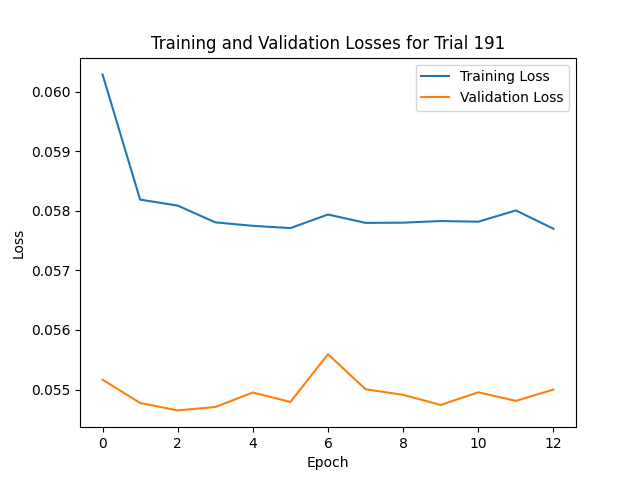 Training and Validation Losses for Trial 191
Training Loss
Validation Loss
0.060
0.059
0.058
0.057
0.056
0.055
Loss
0 2 4 6 8 10 12
Epoch